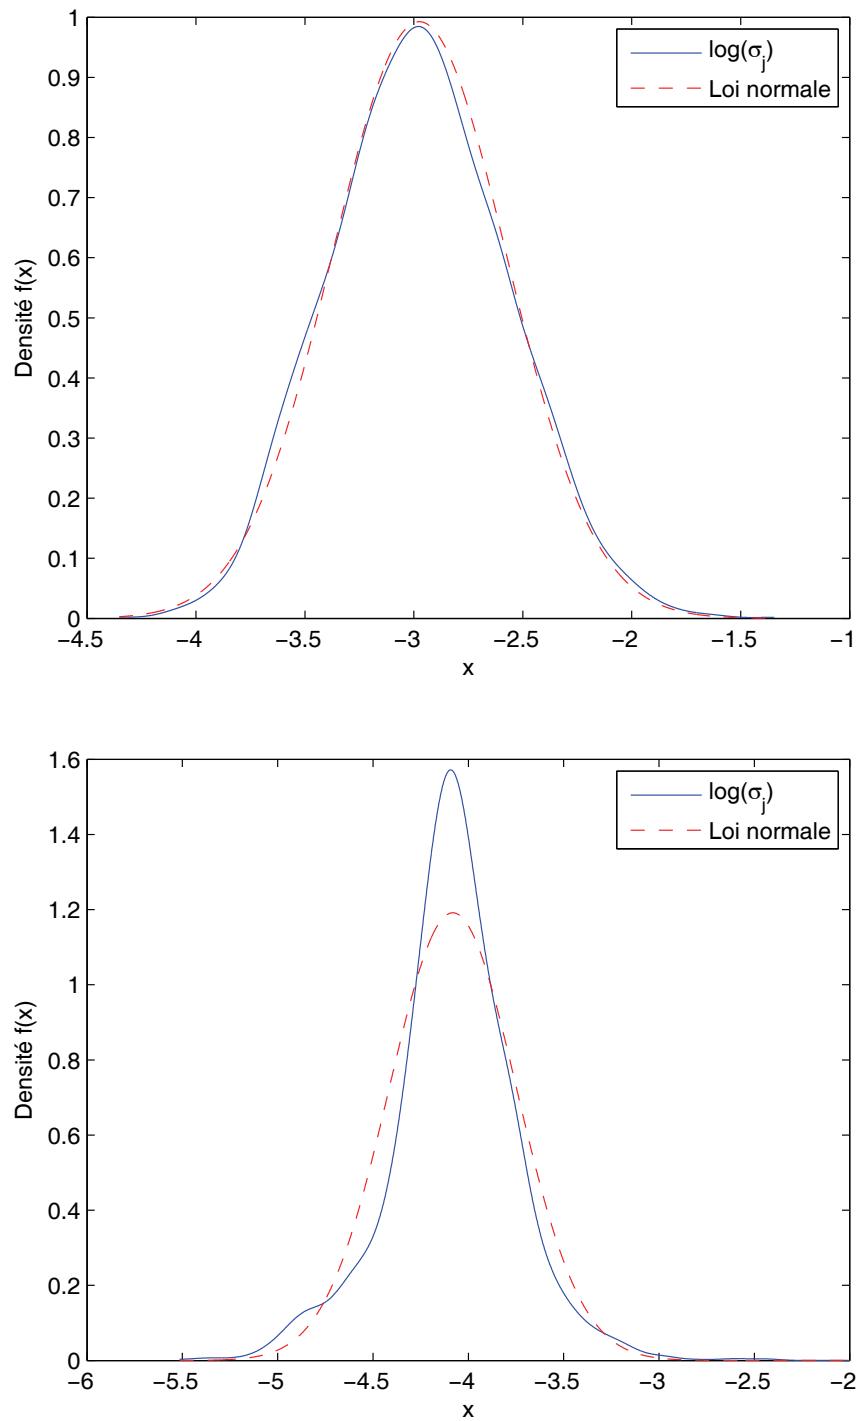 1
0.9
0.8
0.7
0.6
0.5
0.4
0.3
0.2
0.1
0
Densité f(x)
log(σj)
Loi normale
−4.5 −4 −3.5 −3 −2.5 −2 −1.5 −1
x
1.6
1.4
1.2
1
0.8
0.6
0.4
0.2
0
Densité f(x)
log(σj)
Loi normale
−6 −5.5 −5 −4.5 −4 −3.5 −3 −2.5 −2
x